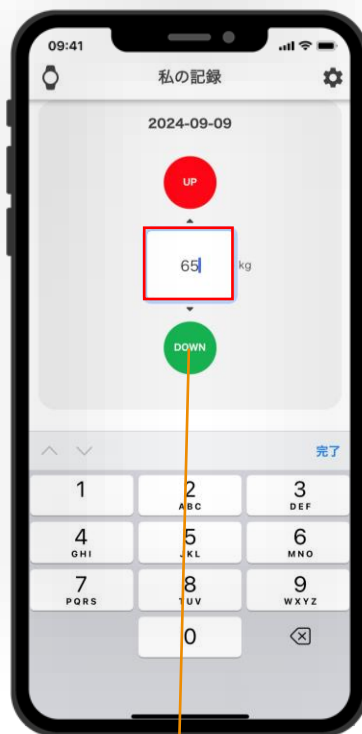 09:41
私の記録
2024-09-09
UP
65
kg
DOWN
完了
1
2
ABC
3
DEF
4
GHI
5
JKL
6
MNO
7
PQRS
8
TUV
9
WXYZ
0